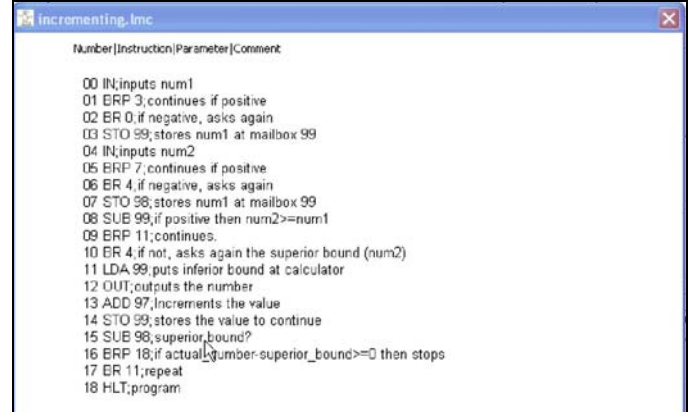 incrementing.lmc
Number|Instruction|Parameter|Comment
00 IN;inputs num1
01 BRP 3;continues if positive
02 BR 0;if negative, asks again
03 STO 99;stores num1 at mailbox 99
04 IN;inputs num2
05 BRP 7;continues if positive
06 BR 4;if negative, asks again
07 STO 98;stores num1 at mailbox 99
08 SUB 99;if positive then num2>=num1
09 BRP 11;continues.
10 BR 4;if not, asks again the superior bound (num2)
11 LDA 99;puts inferior bound at calculator
12 OUT;outputs the number
13 ADD 97;Increments the value
14 STO 99;stores the value to continue
15 SUB 98;superior_bound?
16 BRP 18;if actual_number-superior_bound>=0 then stops
17 BR 11;repeat
18 HLT;program